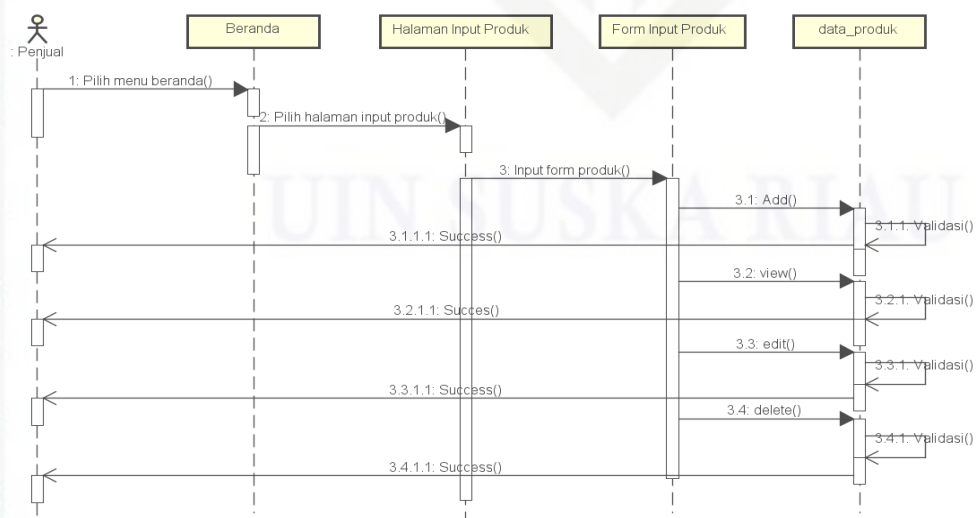 : Penjual
Beranda
Halaman Input Produk
Form Input Produk
data_produk
1: Pilih menu beranda()
2: Pilih halaman input produk()
3: Input form produk()
3.1: Add()
3.1.1: Validasi()
3.1.1.1: Success()
3.2: view()
3.2.1: Validasi()
3.2.1.1: Succes()
3.3: edit()
3.3.1: Validasi()
3.3.1.1: Success()
3.4: delete()
3.4.1: Validasi()
3.4.1.1: Success()
UIN SUSKA RIAU